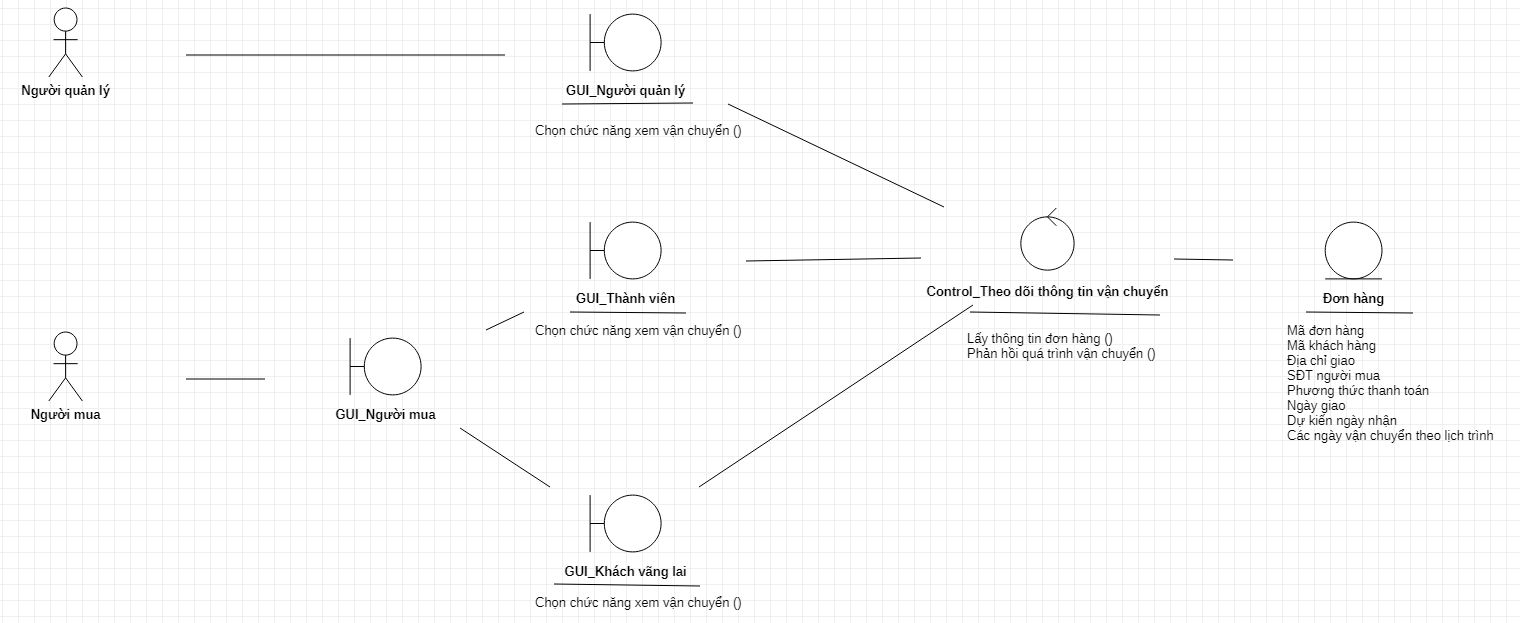 Người quản lý
GUI_Người quản lý
Chọn chức năng xem vận chuyển ()
GUI_Thành viên
Chọn chức năng xem vận chuyển ()
Control_Theo dõi thông tin vận chuyển
Lấy thông tin đơn hàng ()
Phản hồi quá trình vận chuyển ()
Đơn hàng
Mã đơn hàng
Mã khách hàng
Địa chỉ giao
SĐT người mua
Phương thức thanh toán
Ngày giao
Dự kiến ngày nhận
Các ngày vận chuyển theo lịch trình
Người mua
GUI_Người mua
GUI_Khách vãng lai
Chọn chức năng xem vận chuyển ()